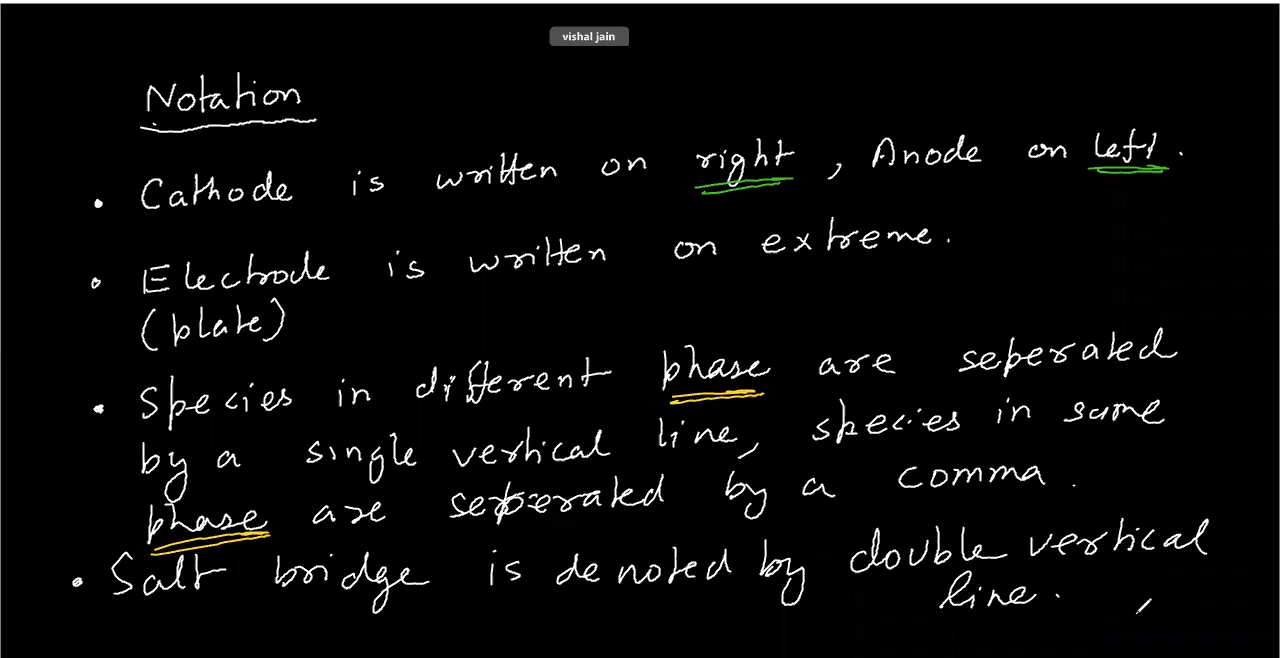 vishal jain
Notation
• Cathode is written on right, Anode on left.
• Electrode is written on extreme.
(plate)
• Species in different phase are seperated
by a single vertical line, species in same
phase are seperated by a comma.
• Salt bridge is denoted by double vertical
line.